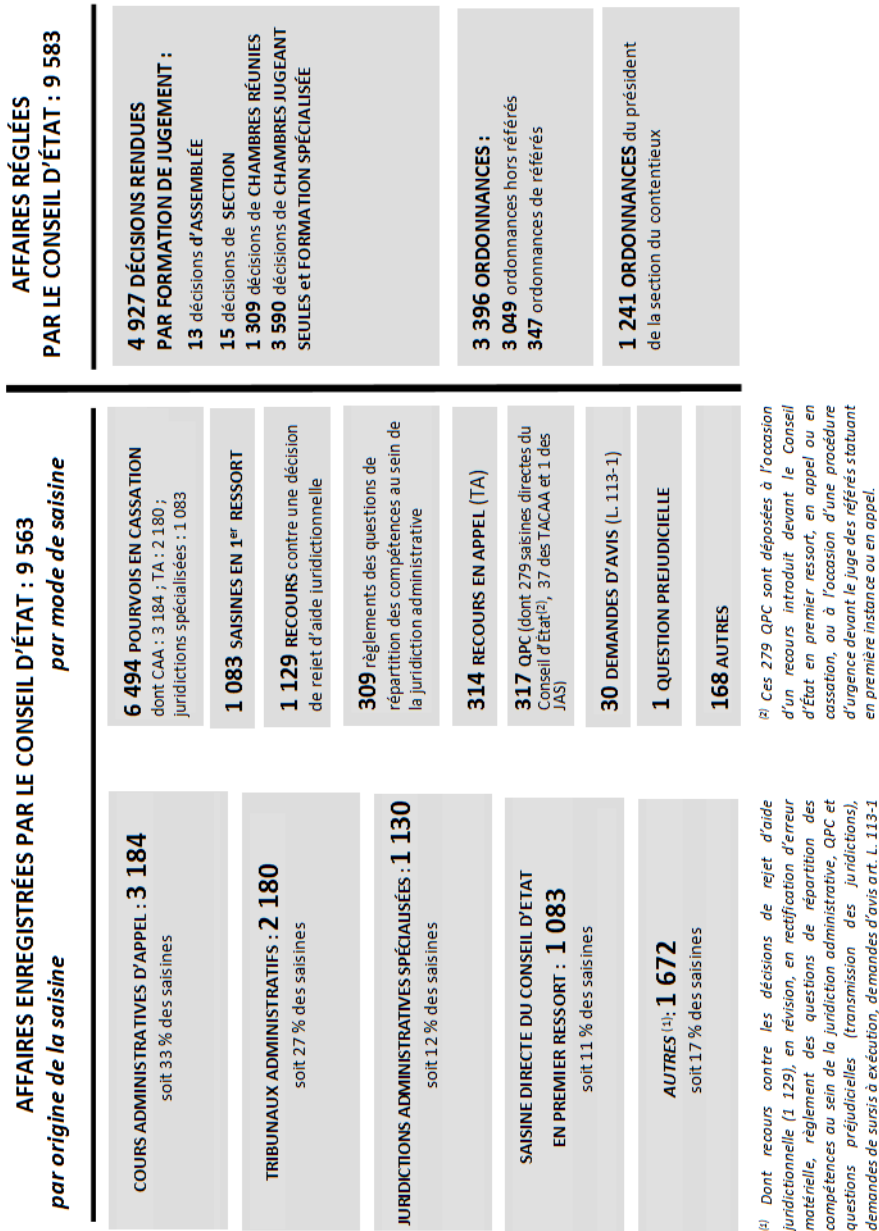 AFFAIRES ENREGISTRÉES PAR LE CONSEIL D'ÉTAT : 9 563
par origine de la saisine
par mode de saisine
COURS ADMINISTRATIVES D'APPEL : 3 184
soit 33 % des saisines
TRIBUNAUX ADMINISTRATIFS : 2 180
soit 27 % des saisines
JURIDICTIONS ADMINISTRATIVES SPÉCIALISÉES : 1 130
soit 12 % des saisines
SAISINE DIRECTE DU CONSEIL D'ETAT
EN PREMIER RESSORT : 1 083
soit 11 % des saisines
AUTRES (1): 1 672
soit 17 % des saisines
6 494 POURVOIS EN CASSATION
dont CAA : 3 184 ; TA : 2 180 ;
juridictions spécialisées : 1 083
1 083 SAISINES EN 1er RESSORT
1 129 RECOURS contre une décision
de rejet d'aide juridictionnelle
309 règlements des questions de
répartition des compétences au sein de
la juridiction administrative
314 RECOURS EN APPEL (TA)
317 QPC (dont 279 saisines directes du
Conseil d'État(2), 37 des TACAA et 1 des
JAS)
30 DEMANDES D'AVIS (L. 113-1)
1 QUESTION PREJUDICIELLE
168 AUTRES
AFFAIRES RÉGLÉES
PAR LE CONSEIL D'ÉTAT : 9 583
4 927 DÉCISIONS RENDUES
PAR FORMATION DE JUGEMENT :
13 décisions d'ASSEMBLÉE
15 décisions de SECTION
1 309 décisions de CHAMBRES RÉUNIES
3 590 décisions de CHAMBRES JUGEANT
SEULES et FORMATION SPÉCIALISÉE
3 396 ORDONNANCES :
3 049 ordonnances hors référés
347 ordonnances de référés
1 241 ORDONNANCES du président
de la section du contentieux
(1) Dont recours contre les décisions de rejet d'aide
juridictionnelle (1 129), en révision, en rectification d'erreur
matérielle, règlement des questions de répartition des
compétences au sein de la juridiction administrative, QPC et
questions préjudicielles (transmission des juridictions),
demandes de sursis à exécution, demandes d'avis art. L. 113-1
(2) Ces 279 QPC sont déposées à l'occasion
d'un recours introduit devant le Conseil
d'État en premier ressort, en appel ou en
cassation, ou à l'occasion d'une procédure
d'urgence devant le juge des référés statuant
en première instance ou en appel.